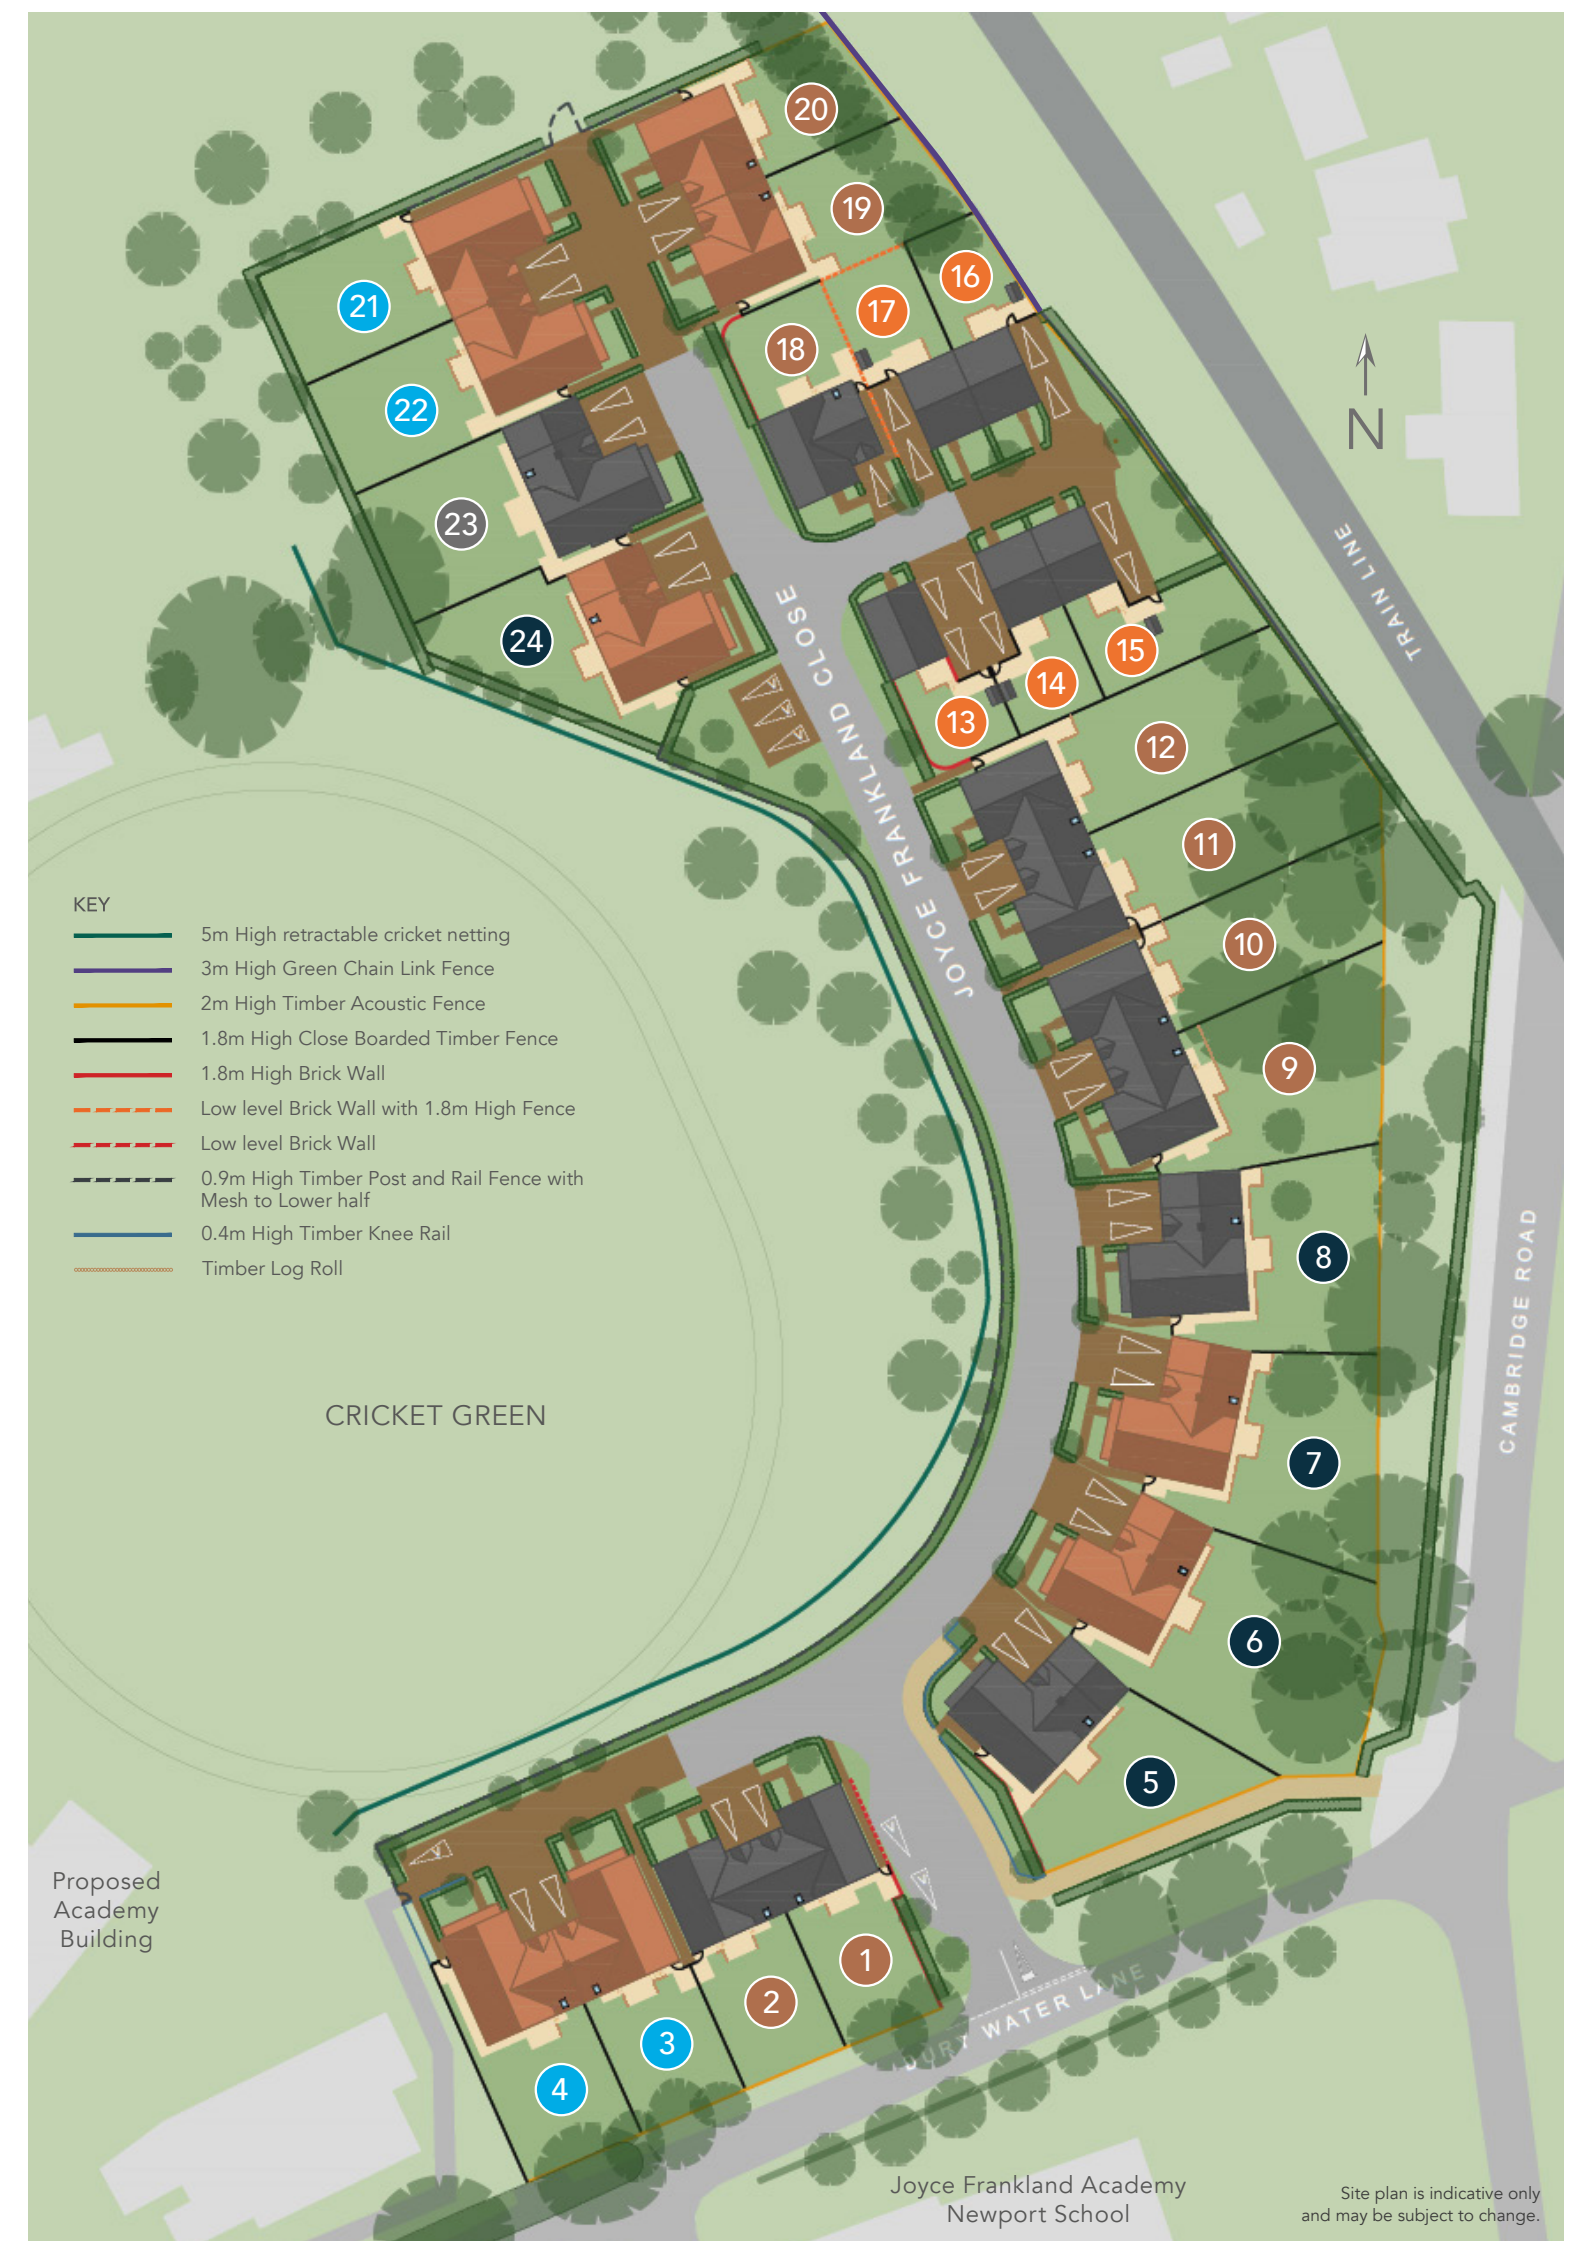 20
19
16
17
21
18
22
N
23
TRAIN LINE
24
15
14
13
JOYCE FRANKLAND CLOSE
12
11
10
9
8
CAMBRIDGE ROAD
7
6
5
KEY
5m High retractable cricket netting
3m High Green Chain Link Fence
2m High Timber Acoustic Fence
1.8m High Close Boarded Timber Fence
1.8m High Brick Wall
Low level Brick Wall with 1.8m High Fence
Low level Brick Wall
0.9m High Timber Post and Rail Fence with
Mesh to Lower half
0.4m High Timber Knee Rail
Timber Log Roll
CRICKET GREEN
Proposed
Academy
Building
1
2
3
4
BURY WATER LANE
Joyce Frankland Academy
Newport School
Site plan is indicative only
and may be subject to change.